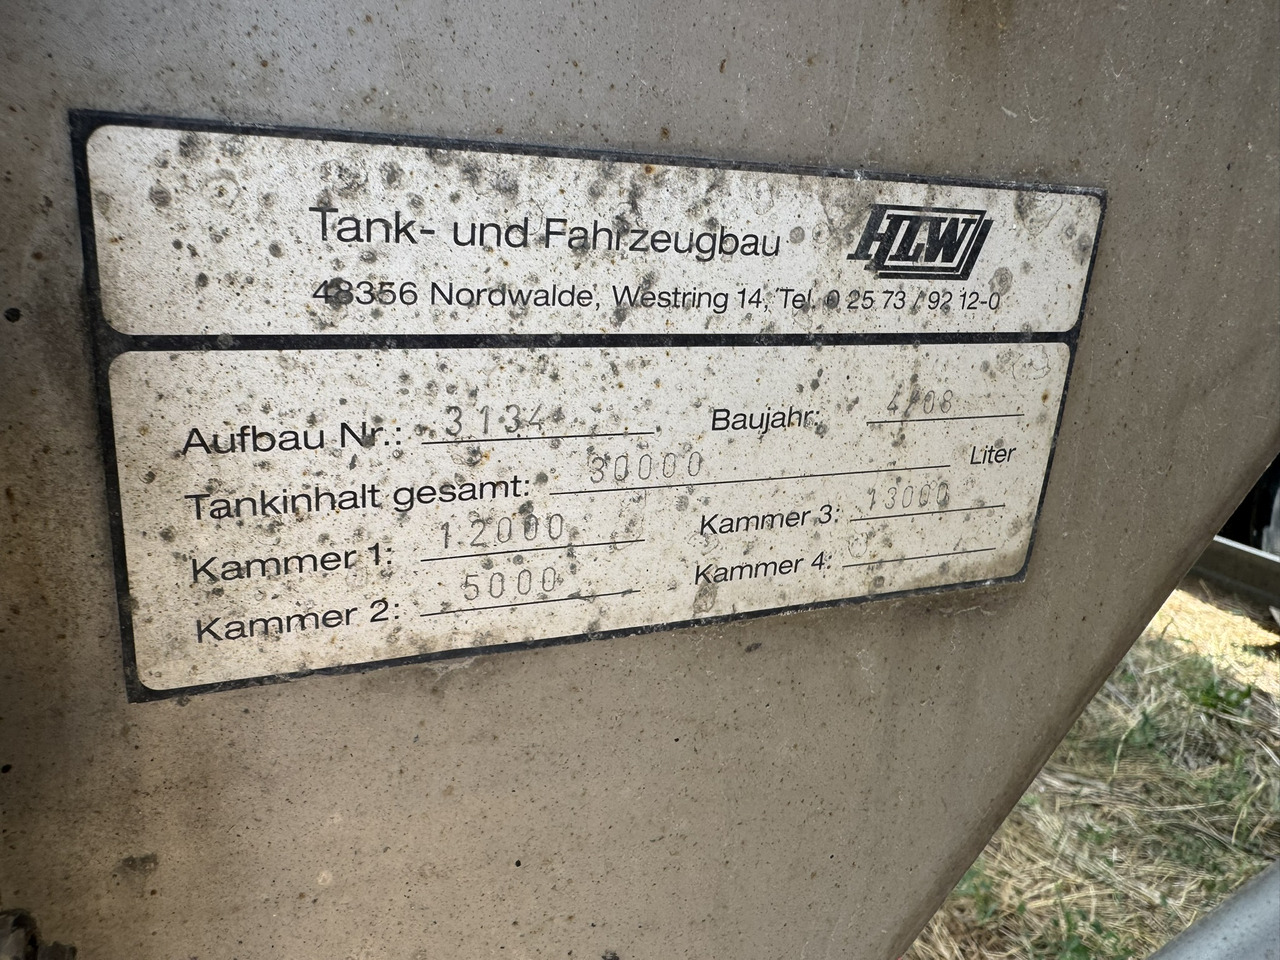 Tank- und Fahrzeugbau HLW
48356 Nordwalde, Westring 14, Tel. 0 25 73 / 92 12-0
Aufbau Nr.: 3134 Baujahr: 4/08
Tankinhalt gesamt: 30000 Liter
Kammer 1: 12000 Kammer 3: 13000
Kammer 2: 5000 Kammer 4: